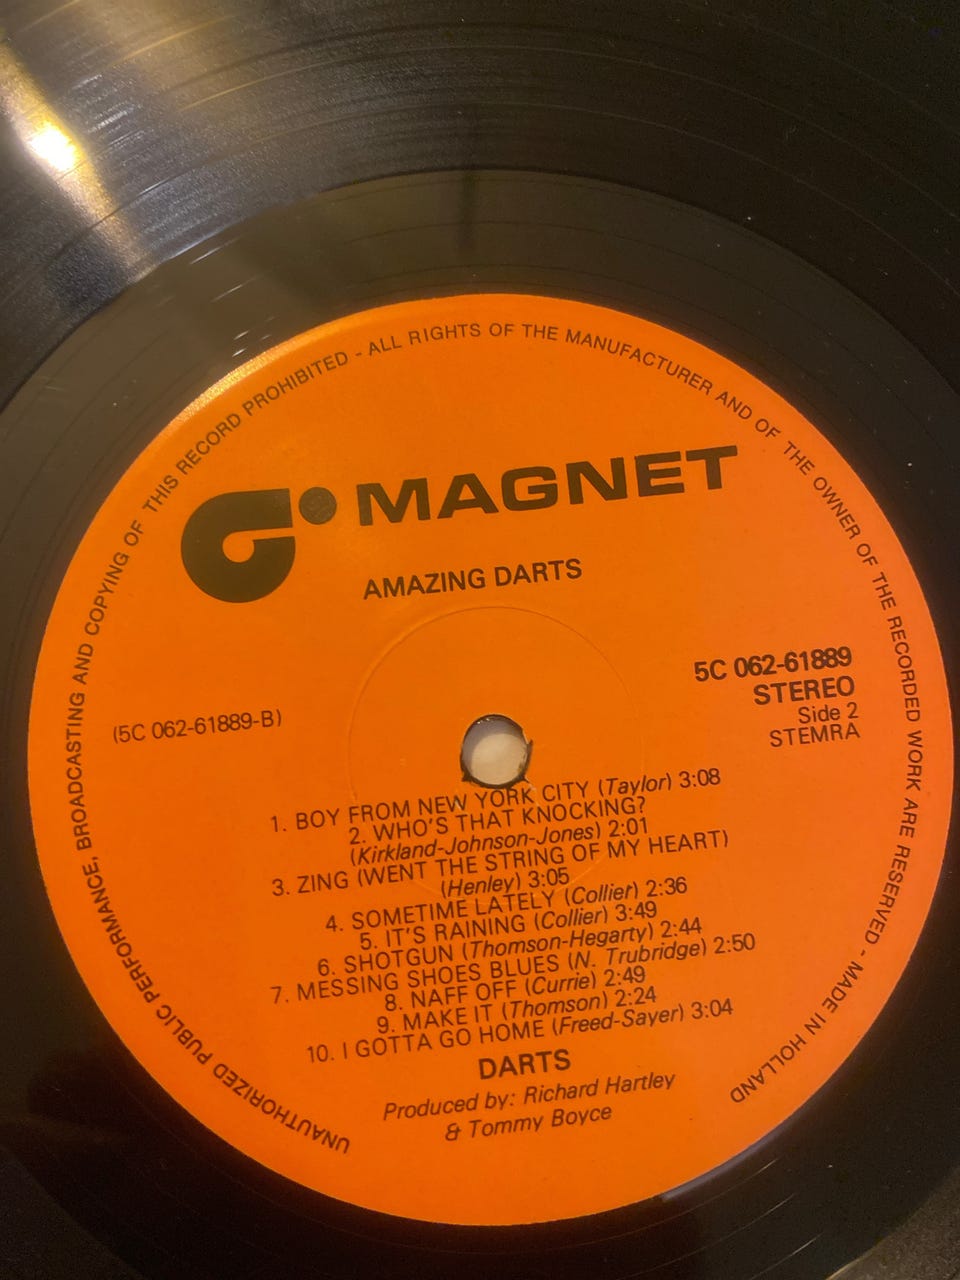 UNAUTHORIZED PUBLIC PERFORMANCE, BROADCASTING AND COPYING OF THIS RECORD PROHIBITED - ALL RIGHTS OF THE MANUFACTURER AND OF THE OWNER OF THE RECORDED WORK ARE RESERVED - MADE IN HOLLAND
MAGNET
AMAZING DARTS
5C 062-61889
STEREO
Side 2
STEMRA
(5C 062-61889-B)
1. BOY FROM NEW YORK CITY (Taylor) 3:08
2. WHO'S THAT KNOCKING?
(Kirkland-Johnson-Jones) 2:01
3. ZING (WENT THE STRING OF MY HEART)
(Henley) 3:05
4. SOMETIME LATELY (Collier) 2:36
5. IT'S RAINING (Collier) 3:49
6. SHOTGUN (Thomson-Hegarty) 2:44
7. MESSING SHOES BLUES (N. Trubridge) 2:50
8. NAFF OFF (Currie) 2:49
9. MAKE IT (Thomson) 2:24
10. I GOTTA GO HOME (Freed-Sayer) 3:04
DARTS
Produced by: Richard Hartley
& Tommy Boyce